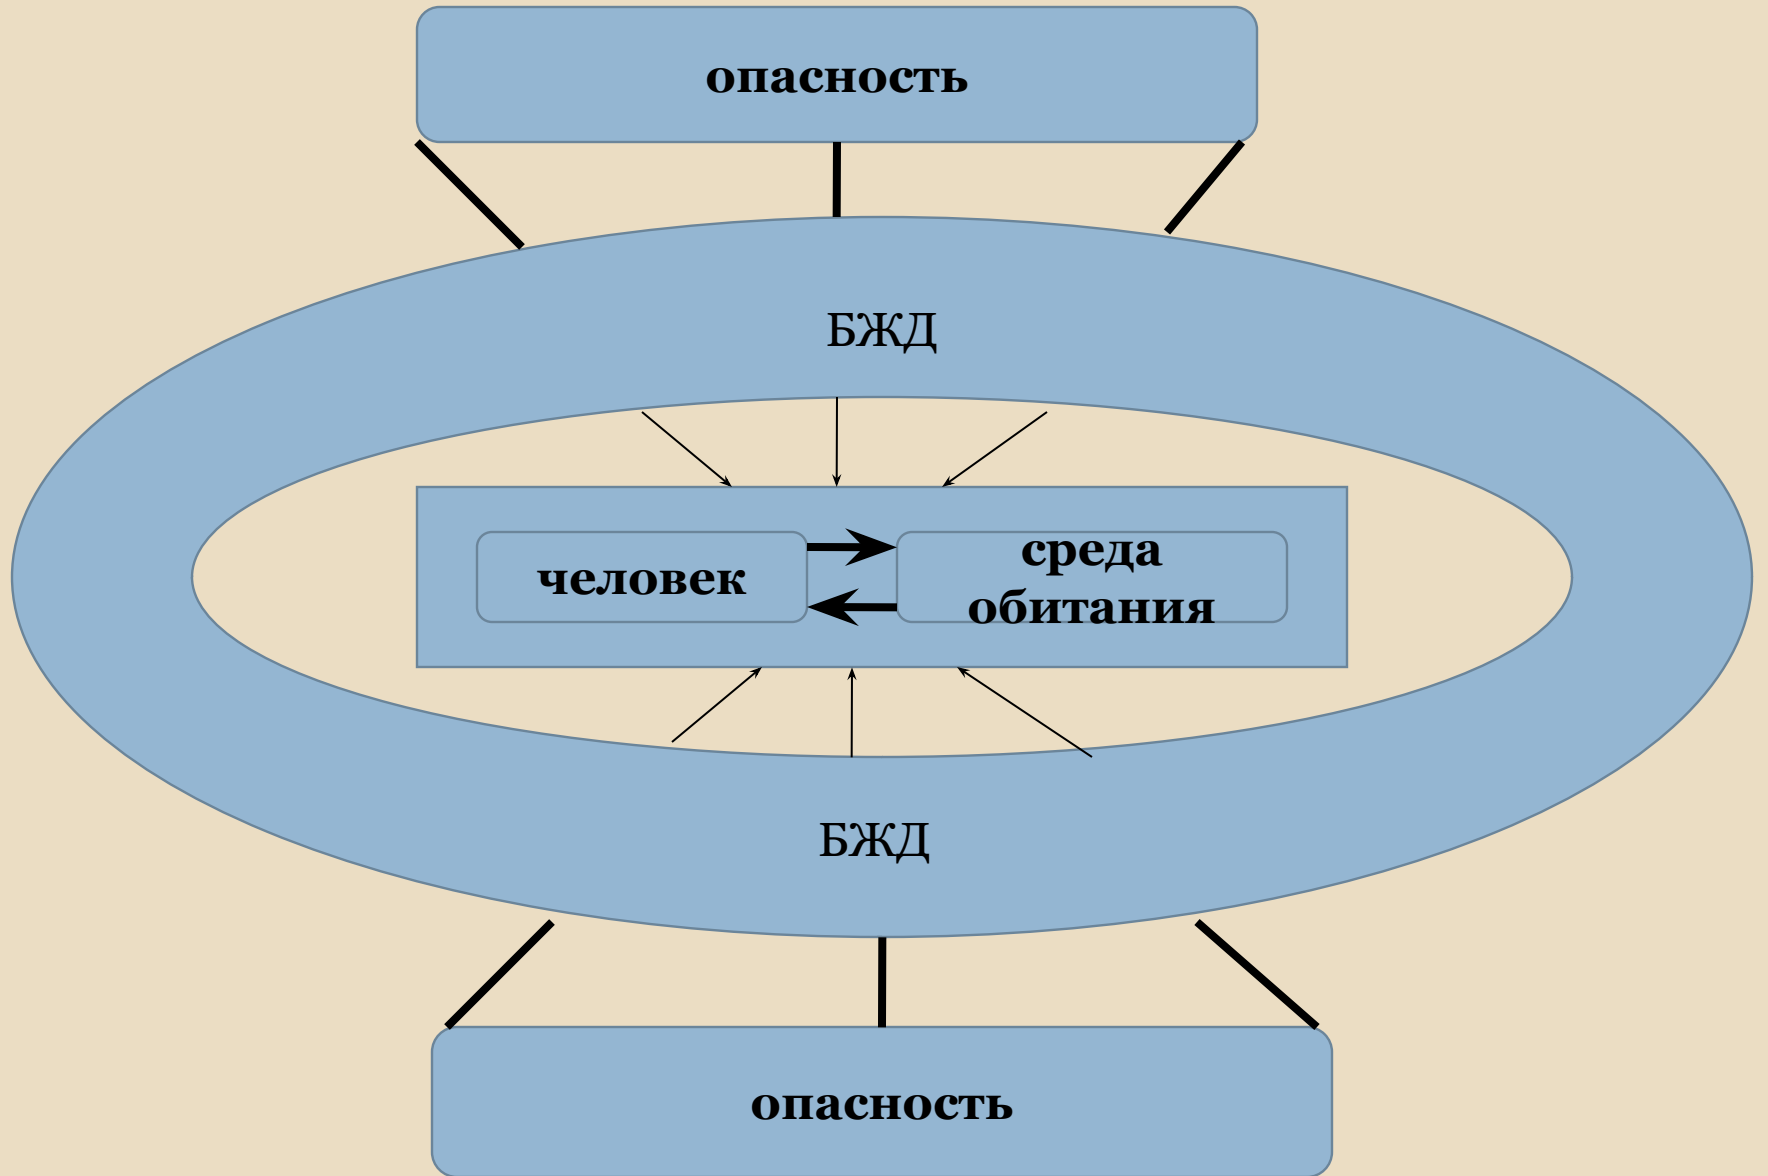 опасность
БЖД
человек
среда
обитания
БЖД
опасность